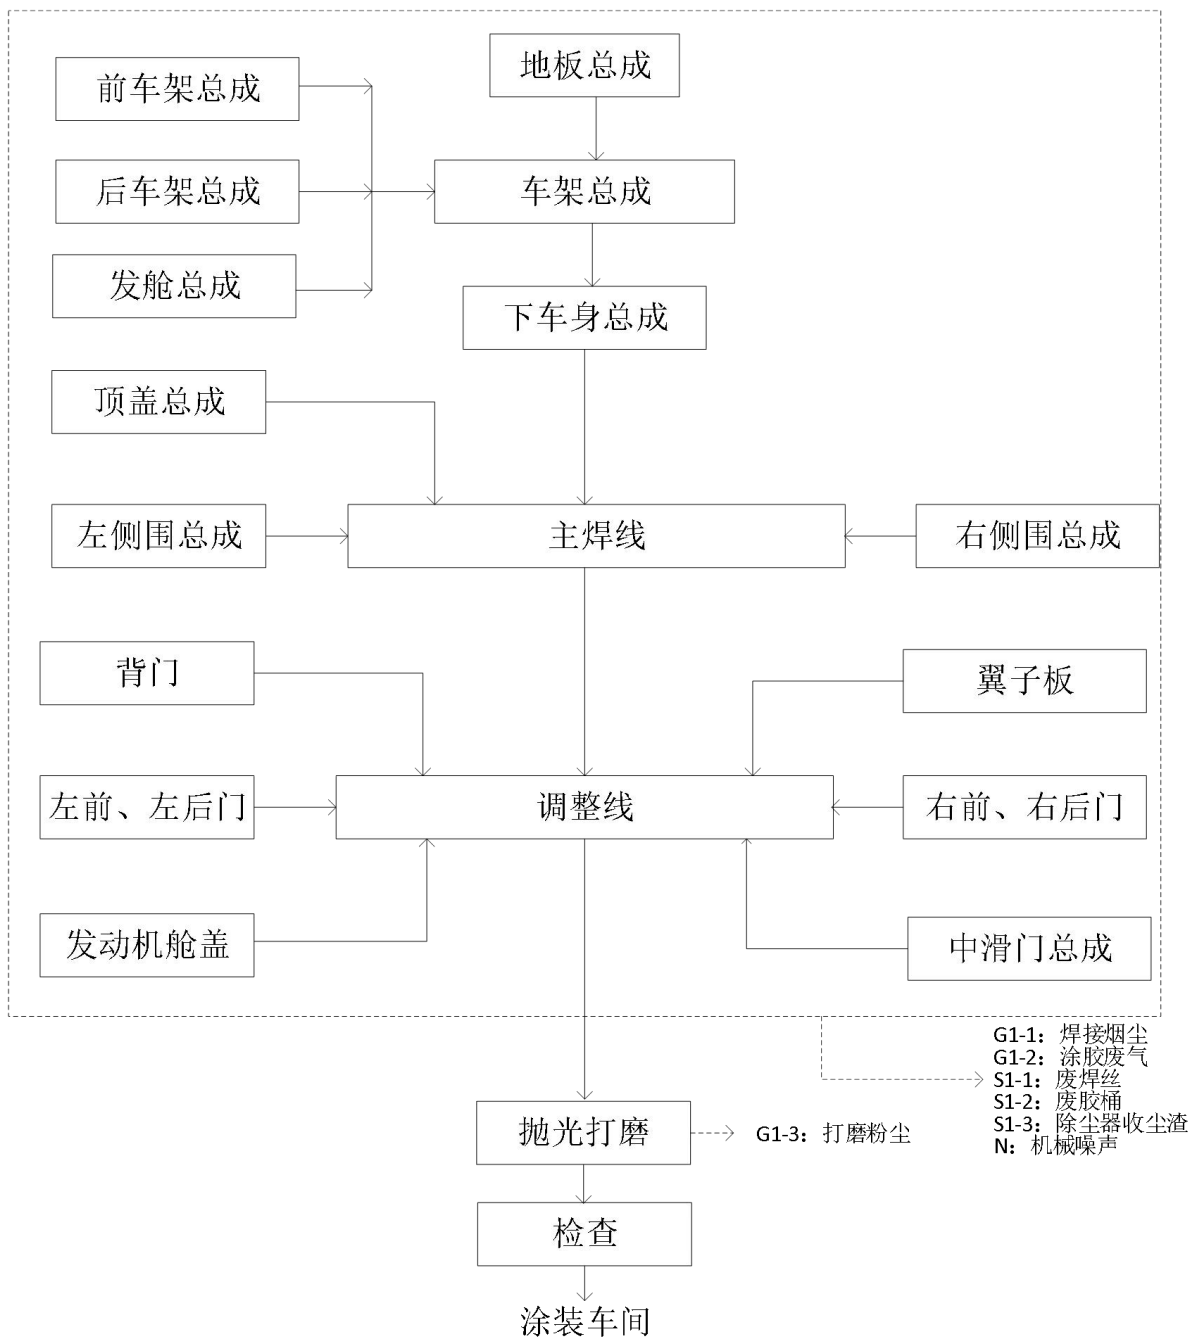 地板总成
前车架总成
后车架总成
车架总成
发舱总成
下车身总成
顶盖总成
左侧围总成
主焊线
右侧围总成
背门
翼子板
左前、左后门
调整线
右前、右后门
发动机舱盖
中滑门总成
G1-1：焊接烟尘
G1-2：涂胶废气
S1-1：废焊丝
S1-2：废胶桶
S1-3：除尘器收尘渣
N：机械噪声
抛光打磨
G1-3：打磨粉尘
检查
涂装车间